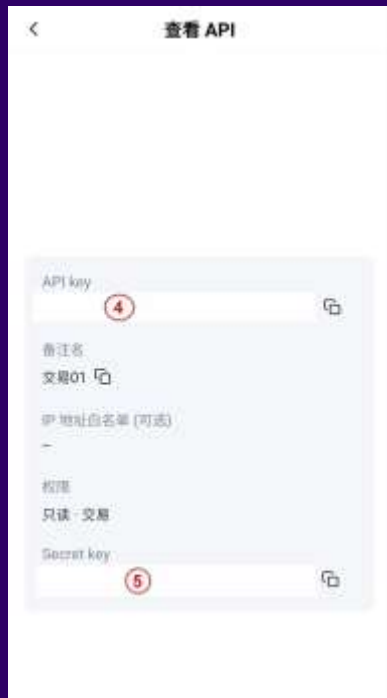 查看 API
API key
④
备注名
交易01
IP 地址白名单 (可选)
–
权限
只读 · 交易
Secret key
⑤